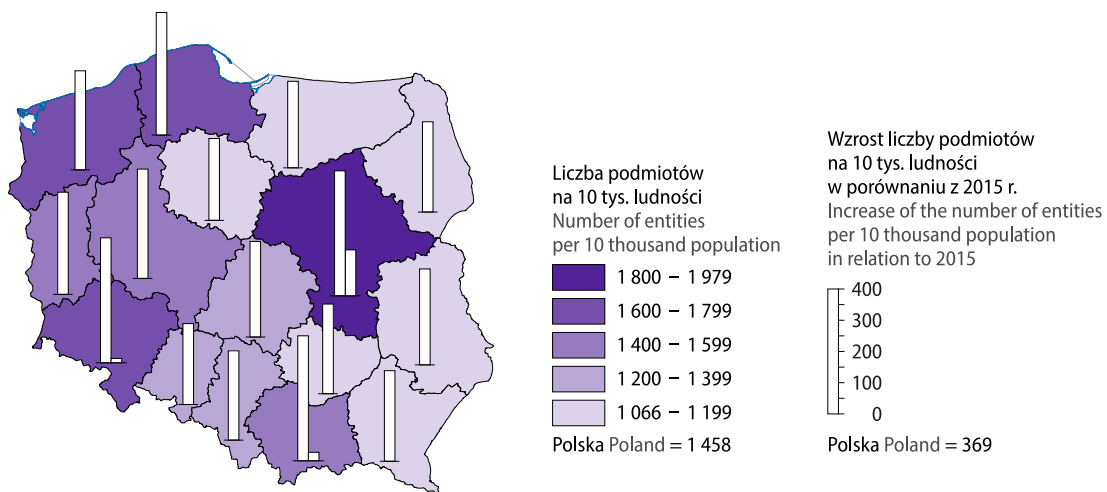 Liczba podmiotów
na 10 tys. ludności
Number of entities
per 10 thousand population
1 800 – 1 979
1 600 – 1 799
1 400 – 1 599
1 200 – 1 399
1 066 – 1 199
Polska Poland = 1 458
Wzrost liczby podmiotów
na 10 tys. ludności
w porównaniu z 2015 r.
Increase of the number of entities
per 10 thousand population
in relation to 2015
400
300
200
100
0
Polska Poland = 369